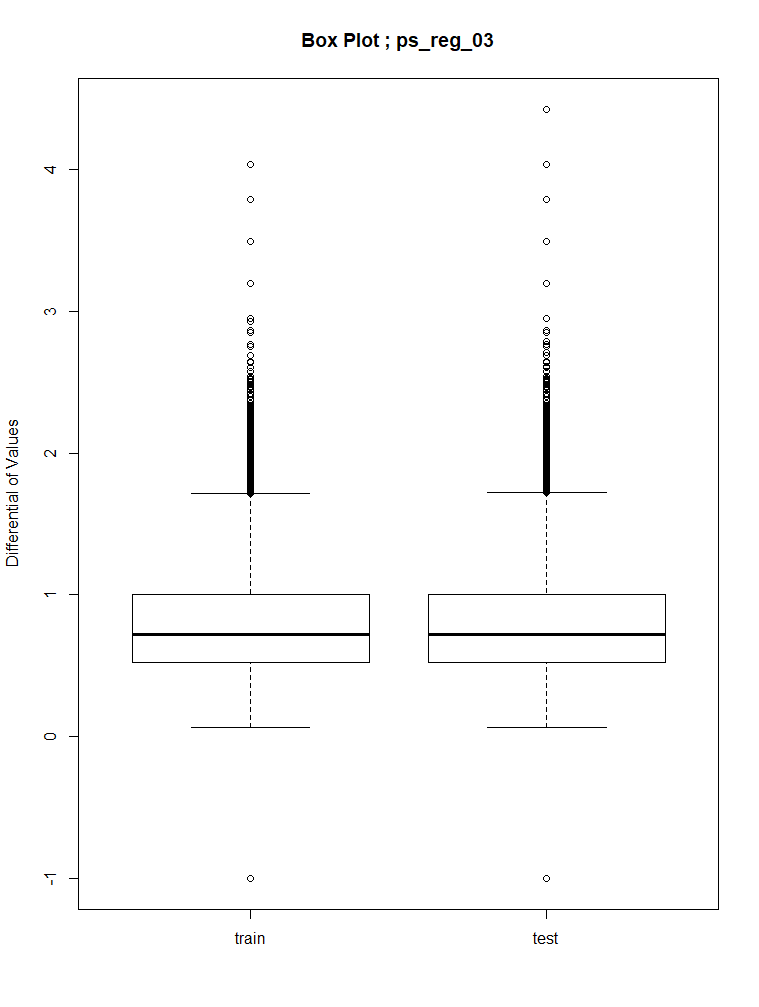 Box Plot ; ps_reg_03
Differential of Values
4
3
2
1
0
-1
train test